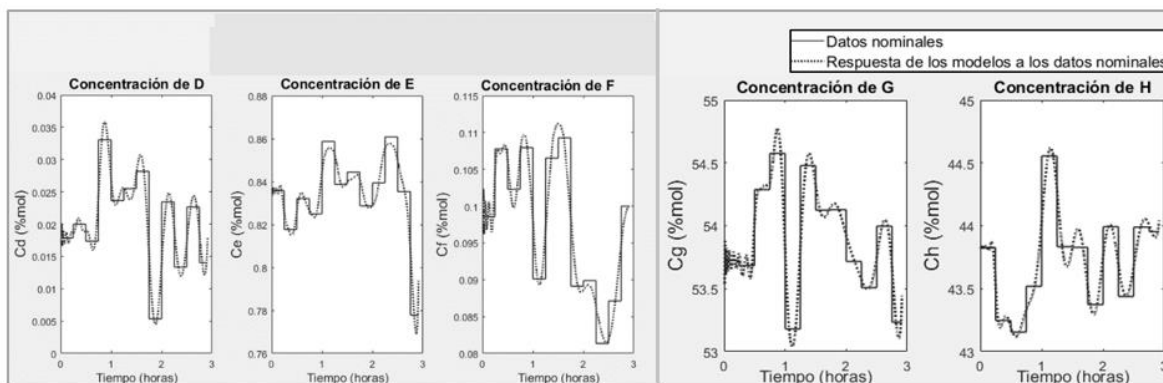 Datos nominales
Respuesta de los modelos a los datos nominales
Concentración de D
Cd (%mol)
0.04
0.035
0.03
0.025
0.02
0.015
0.01
0.005
0
0 1 2 3
Tiempo (horas)
Concentración de E
Ce (%mol)
0.88
0.86
0.84
0.82
0.8
0.78
0.76
0 1 2 3
Tiempo (horas)
Concentración de F
Cf (%mol)
0.115
0.11
0.105
0.1
0.095
0.09
0.085
0.08
0 1 2 3
Tiempo (horas)
Concentración de G
Cg (%mol)
55
54.5
54
53.5
53
0 1 2 3
Tiempo (horas)
Concentración de H
Ch (%mol)
45
44.5
44
43.5
43
0 1 2 3
Tiempo (horas)